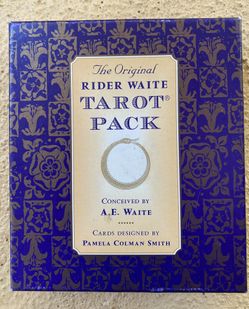 The Original
RIDER WAITE
TAROT®
PACK
CONCEIVED BY
A.E. WAITE
CARDS DESIGNED BY
PAMELA COLMAN SMITH